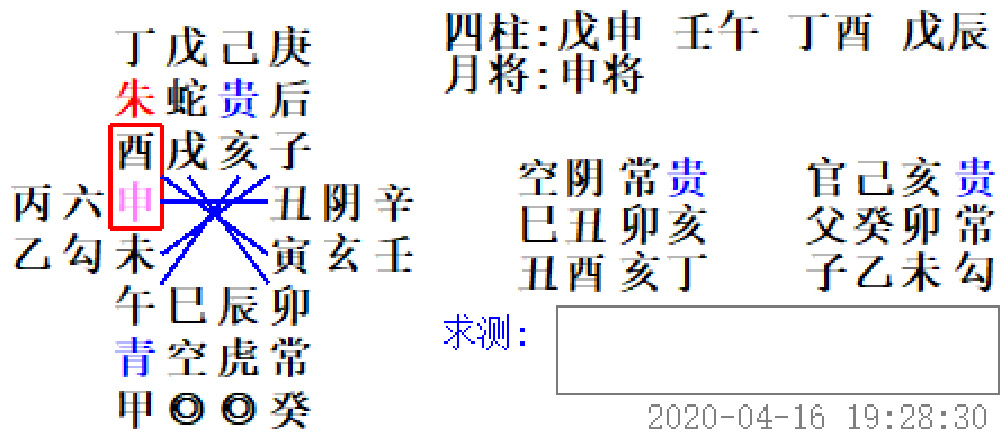 丁戊己庚
朱蛇贵后
酉戌亥子
丙六申 丑阴辛
乙勾未 寅玄壬
午巳辰卯
青空虎常
甲◎◎癸
四柱:戊申 壬午 丁酉 戊辰
月将:申将
空阴常贵 官己亥贵
巳丑卯亥 父癸卯常
丑酉亥丁 子乙未勾
求测:
2020-04-16 19:28:30